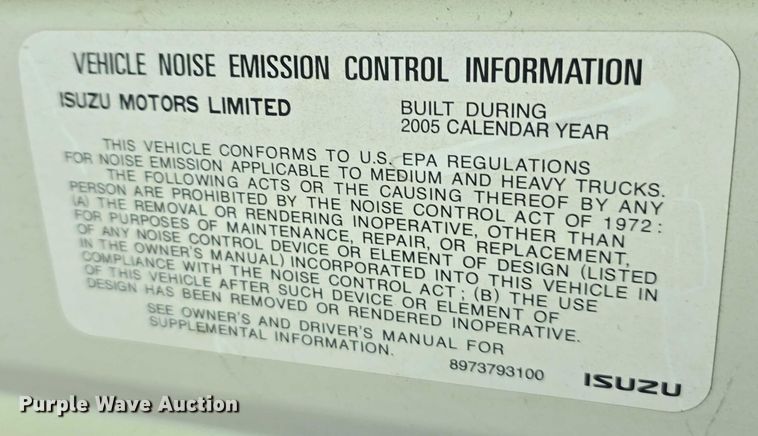 VEHICLE NOISE EMISSION CONTROL INFORMATION
ISUZU MOTORS LIMITED
BUILT DURING
2005 CALENDAR YEAR
THIS VEHICLE CONFORMS TO U.S. EPA REGULATIONS
FOR NOISE EMISSION APPLICABLE TO MEDIUM AND HEAVY TRUCKS.
THE FOLLOWING ACTS OR THE CAUSING THEREOF BY ANY
PERSON ARE PROHIBITED BY THE NOISE CONTROL ACT OF 1972:
(A) THE REMOVAL OR RENDERING INOPERATIVE, OTHER THAN
FOR PURPOSES OF MAINTENANCE, REPAIR, OR REPLACEMENT,
OF ANY NOISE CONTROL DEVICE OR ELEMENT OF DESIGN (LISTED
IN THE OWNER'S MANUAL) INCORPORATED INTO THIS VEHICLE IN
COMPLIANCE WITH THE NOISE CONTROL ACT; (B) THE USE
OF THIS VEHICLE AFTER SUCH DEVICE OR ELEMENT OF
DESIGN HAS BEEN REMOVED OR RENDERED INOPERATIVE.
SEE OWNER'S AND DRIVER'S MANUAL FOR
SUPPLEMENTAL INFORMATION.
8973793100
ISUZU
Purple Wave Auction